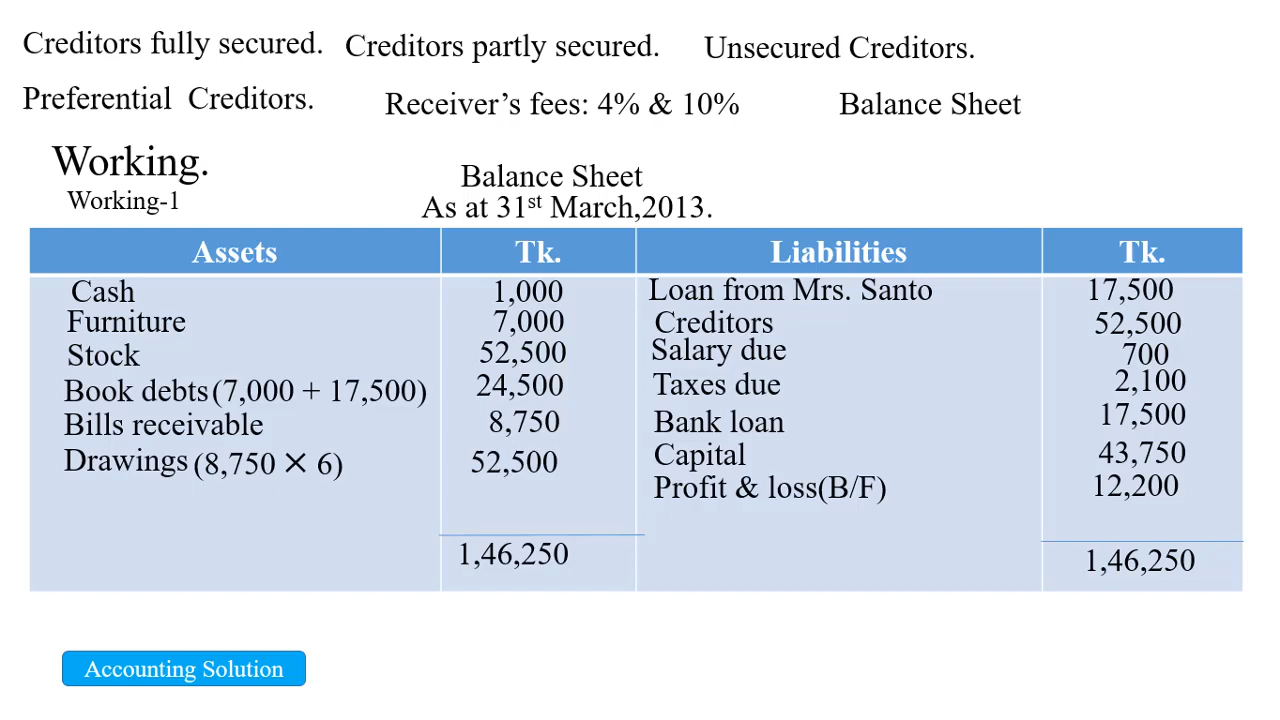 Creditors fully secured. Creditors partly secured. Unsecured Creditors.
Preferential Creditors. Receiver’s fees: 4% & 10% Balance Sheet
Working.
Working-1
Balance Sheet
As at 31st March,2013.
Assets Tk. Liabilities Tk.
Cash 1,000 Loan from Mrs. Santo 17,500
Furniture 7,000 Creditors 52,500
Stock 52,500 Salary due 700
Book debts (7,000 + 17,500) 24,500 Taxes due 2,100
Bills receivable 8,750 Bank loan 17,500
Drawings (8,750 × 6) 52,500 Capital 43,750
Profit & loss(B/F) 12,200
1,46,250 1,46,250
Accounting Solution